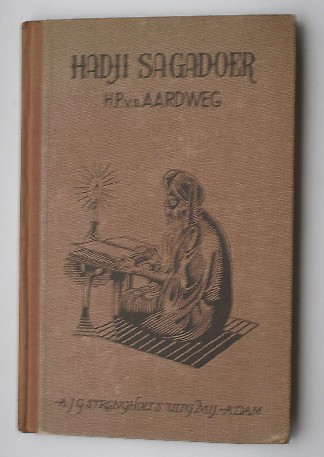 HADJI SAGADOER
H.P. v.d. AARDWEG
A.J.G. STRENGHOLT'S UITG. MIJ - A'DAM